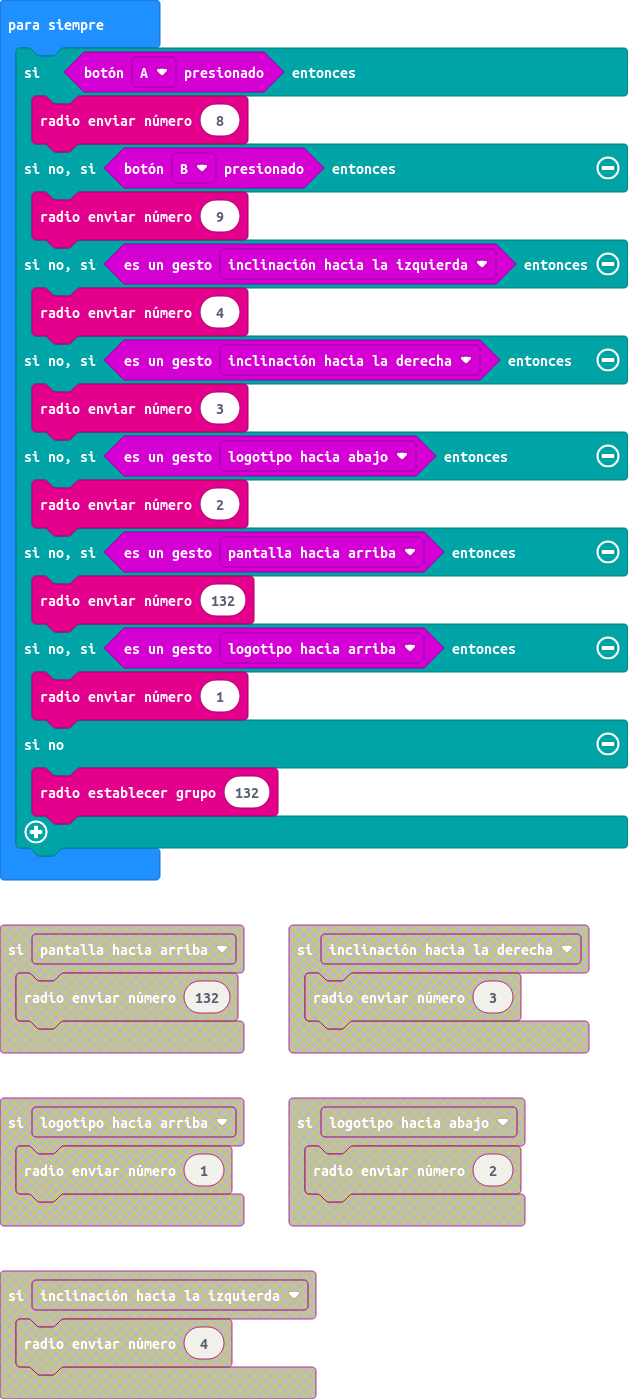 para siempre
si botón A presionado entonces
radio enviar número 8
si no, si botón B presionado entonces
radio enviar número 9
si no, si es un gesto inclinación hacia la izquierda entonces
radio enviar número 4
si no, si es un gesto inclinación hacia la derecha entonces
radio enviar número 3
si no, si es un gesto logotipo hacia abajo entonces
radio enviar número 2
si no, si es un gesto pantalla hacia arriba entonces
radio enviar número 132
si no, si es un gesto logotipo hacia arriba entonces
radio enviar número 1
si no
radio establecer grupo 132
si pantalla hacia arriba
radio enviar número 132
si inclinación hacia la derecha
radio enviar número 3
si logotipo hacia arriba
radio enviar número 1
si logotipo hacia abajo
radio enviar número 2
si inclinación hacia la izquierda
radio enviar número 4